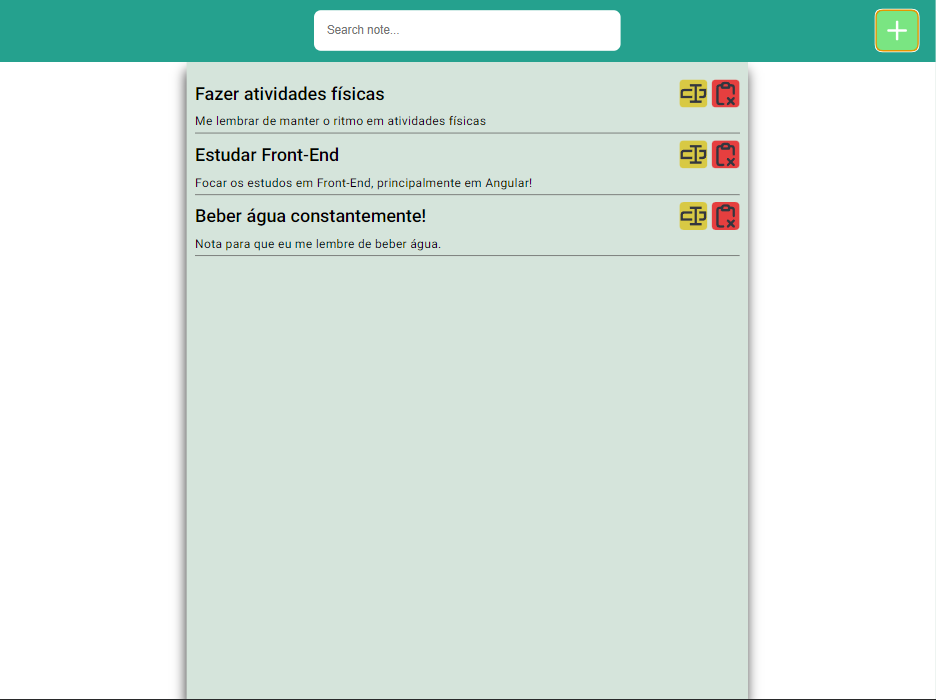 Search note...
Fazer atividades físicas
Me lembrar de manter o ritmo em atividades físicas
Estudar Front-End
Focar os estudos em Front-End, principalmente em Angular!
Beber água constantemente!
Nota para que eu me lembre de beber água.